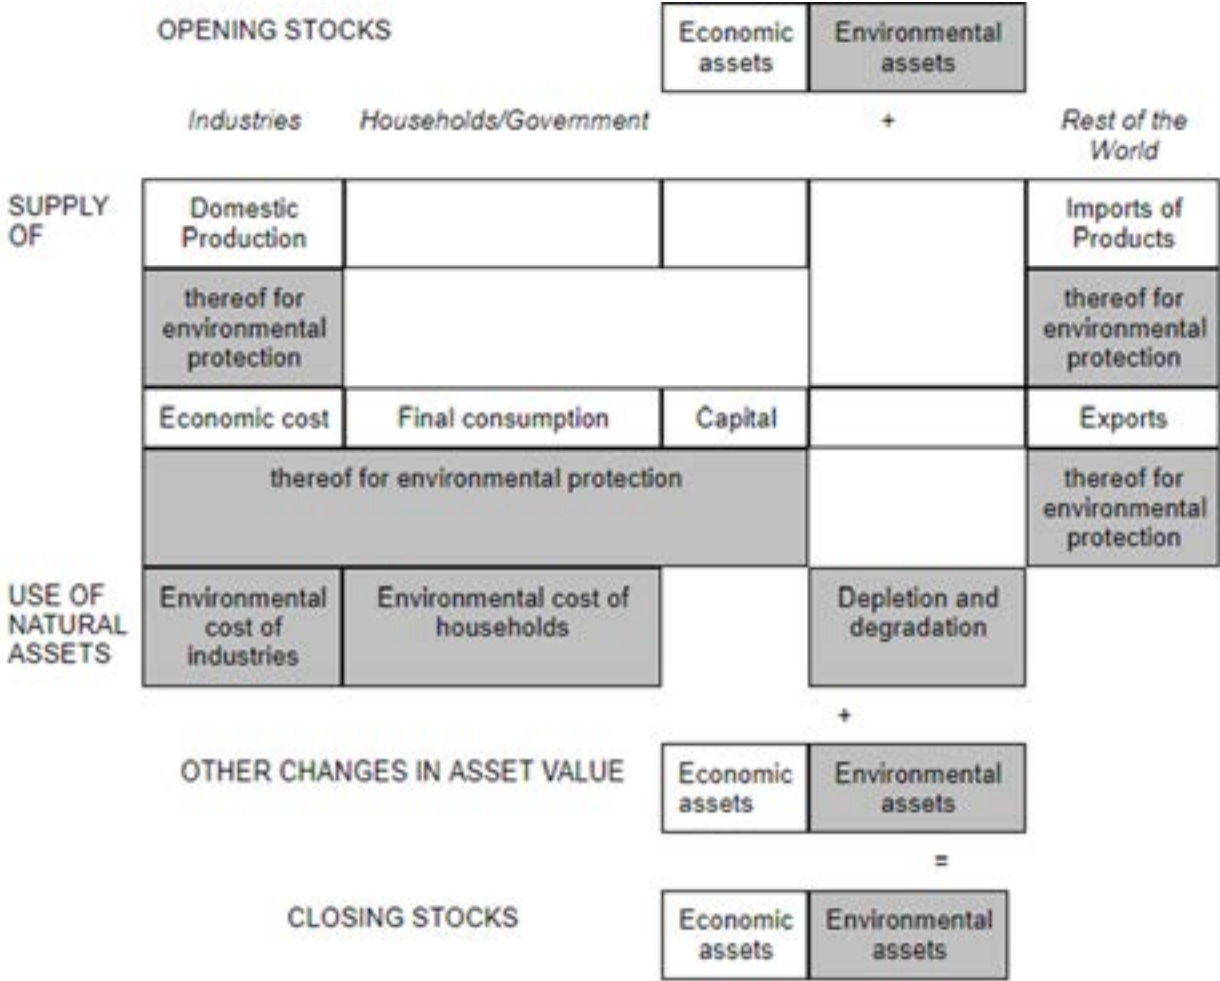 OPENING STOCKS
Economic
assets
Environmental
assets
Industries
Households/Government
+
Rest of the
World
SUPPLY
OF
Domestic
Production
Imports of
Products
thereof for
environmental
protection
thereof for
environmental
protection
Economic cost
Final consumption
Capital
Exports
thereof for environmental protection
thereof for
environmental
protection
USE OF
NATURAL
ASSETS
Environmental
cost of
industries
Environmental cost of
households
Depletion and
degradation
+
OTHER CHANGES IN ASSET VALUE
Economic
assets
Environmental
assets
=
CLOSING STOCKS
Economic
assets
Environmental
assets